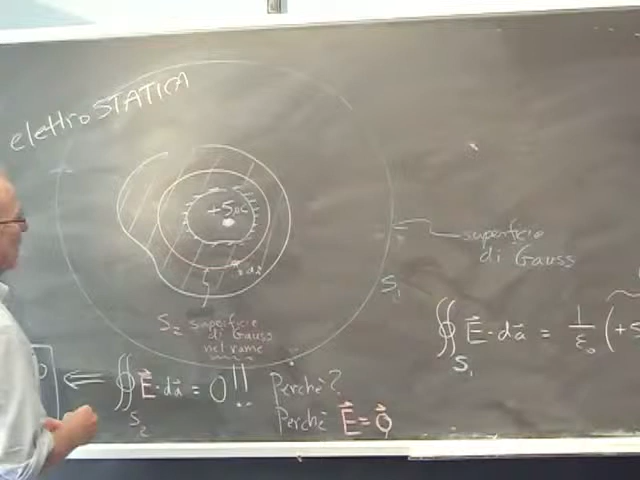 elettroSTATICA
+5μC
superficie
di Gauss
S₁
∯ E⃗·da⃗ = 1/ε₀ (+5
S₁
S₂ superficie
di Gauss
nel rame
⇐ ∯ E⃗·da⃗ = 0!! Perchè?
S₂
Perchè E⃗=0⃗